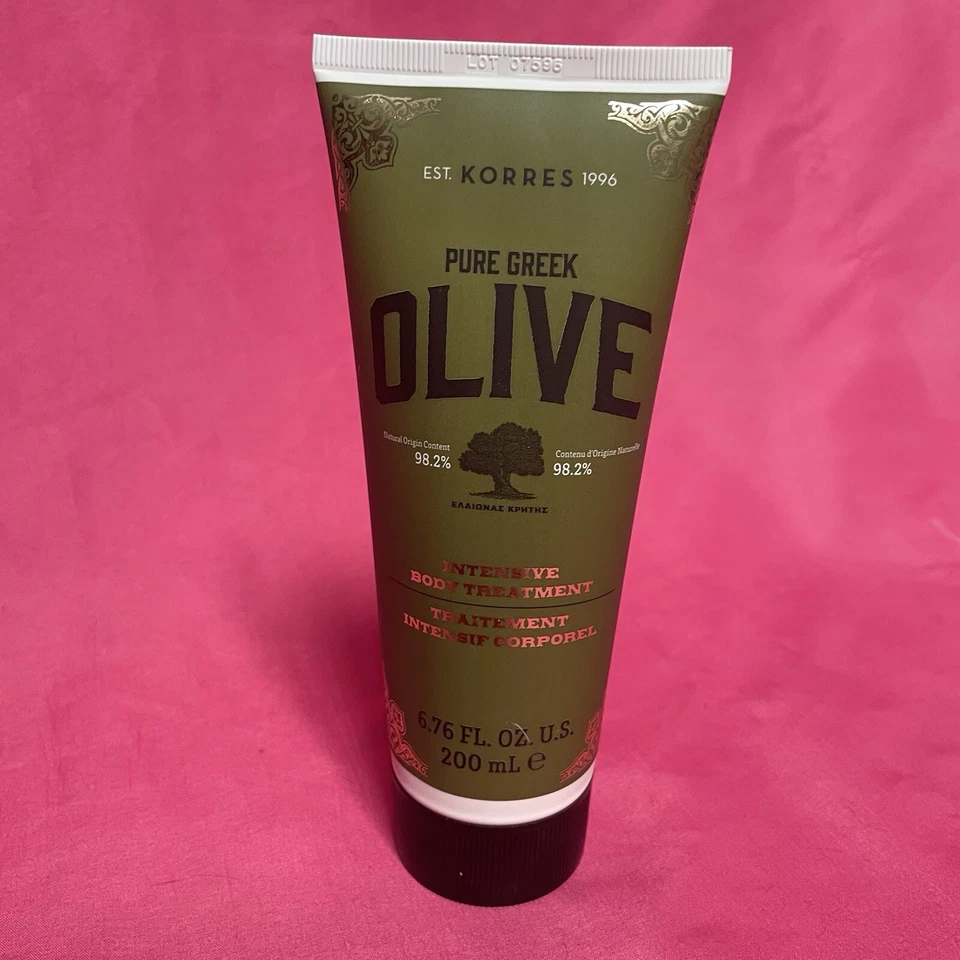 LOT 07595
EST. KORRES 1996
PURE GREEK
OLIVE
Natural Origin Content
98.2%
Contenu d'Origine Naturelle
98.2%
ΕΛΑΙΩΝΑΣ ΚΡΗΤΗΣ
INTENSIVE
BODY TREATMENT
TRAITEMENT
INTENSIF CORPOREL
6.76 FL. OZ. U.S.
200 mL ℮